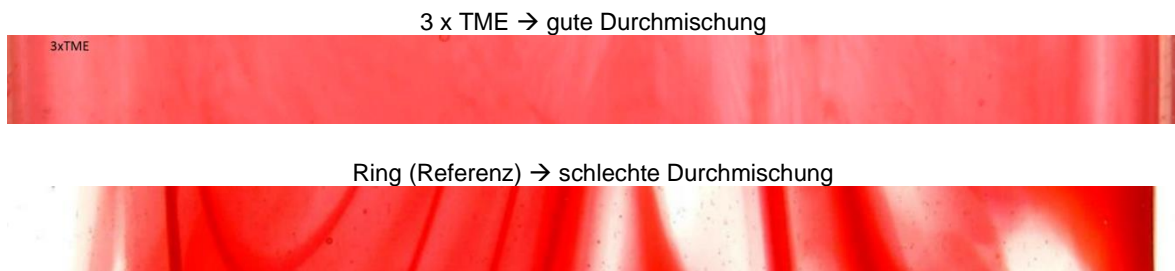 3 x TME → gute Durchmischung
3xTME
Ring (Referenz) → schlechte Durchmischung